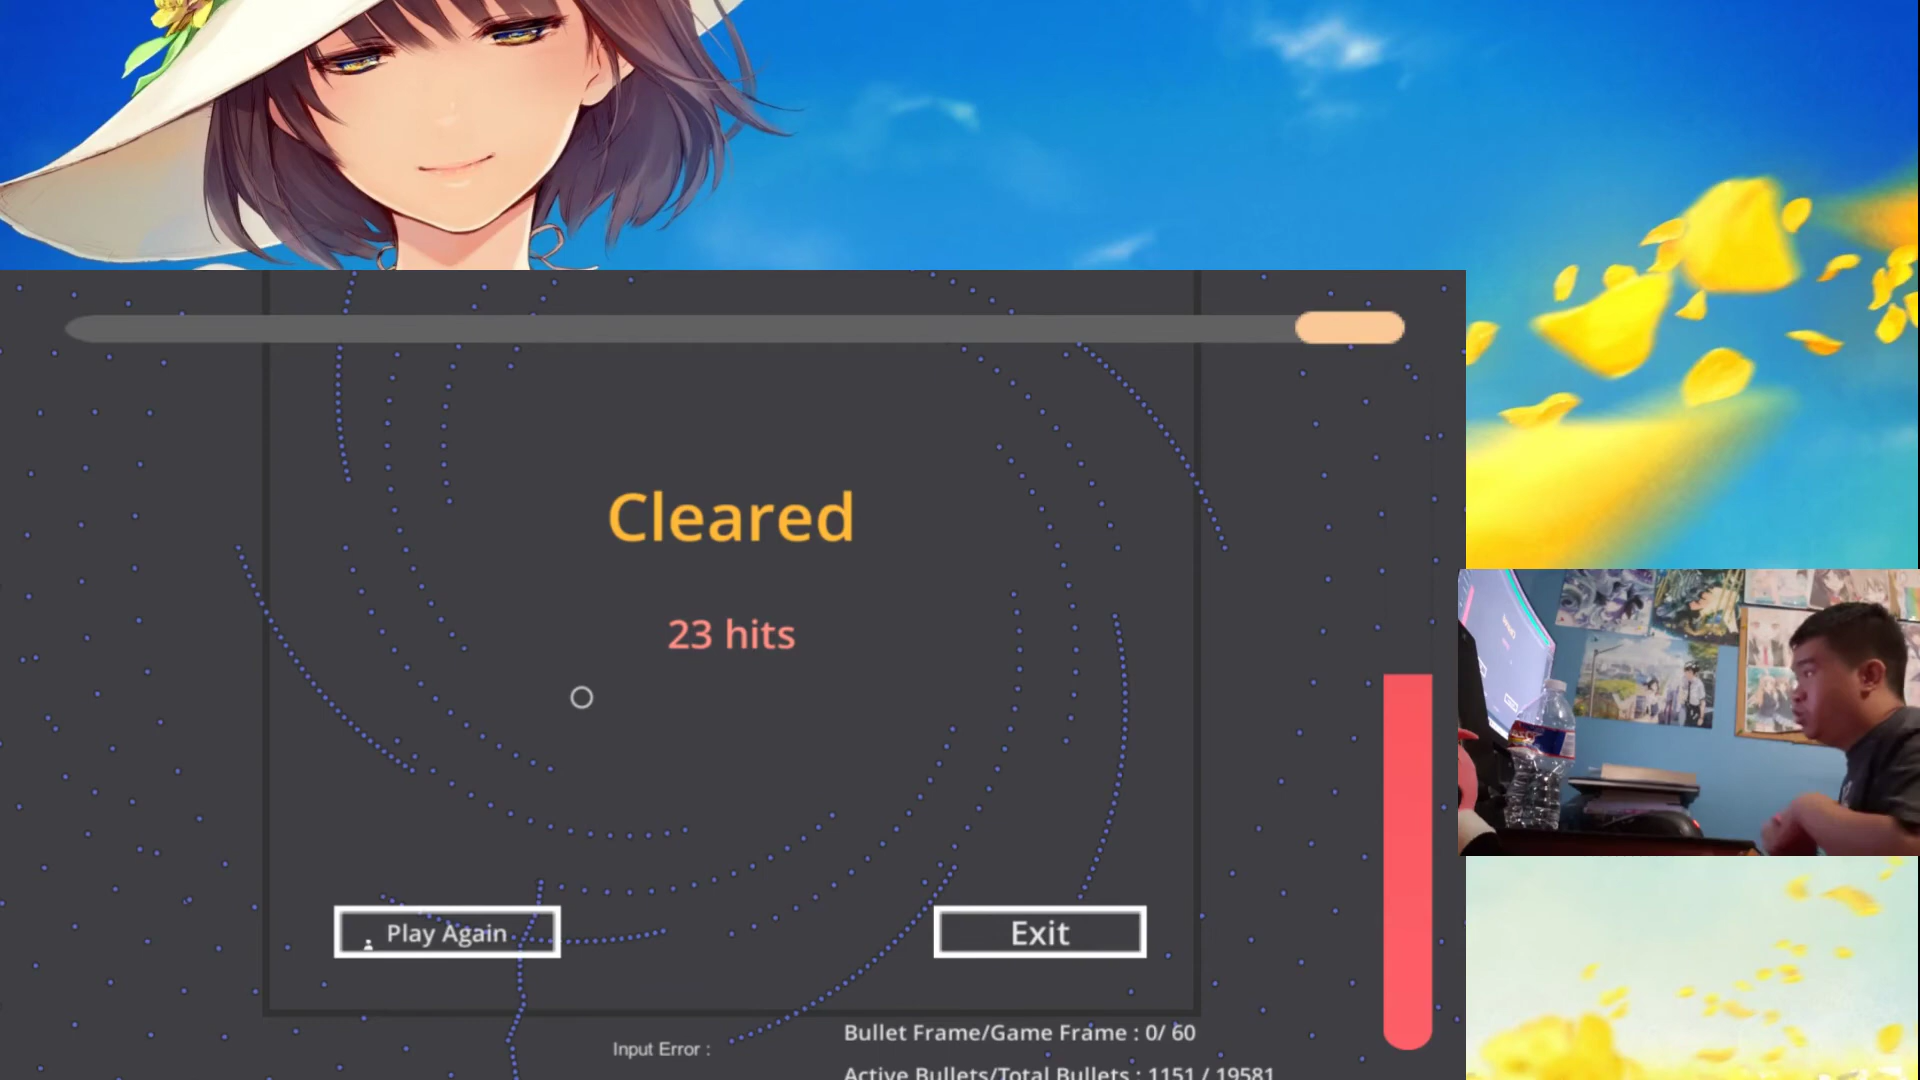 Cleared
23 hits
Play Again
Exit
Input Error :
Bullet Frame/Game Frame : 0/ 60
Active Bullets/Total Bullets : 1151 / 19581